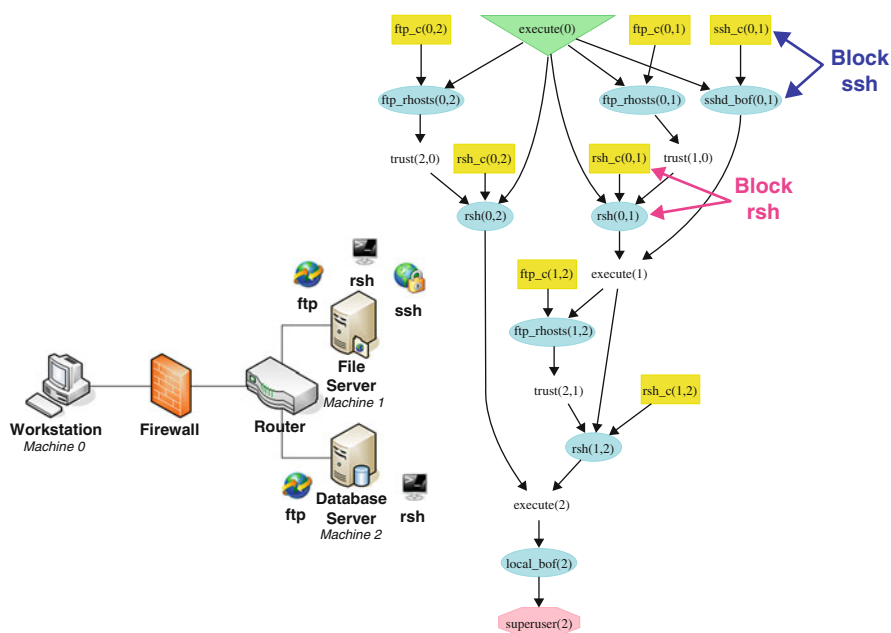 ftp_c(0,2)
execute(0)
ftp_c(0,1)
ssh_c(0,1)
Block
ssh
ftp_rhosts(0,2)
ftp_rhosts(0,1)
sshd_bof(0,1)
trust(2,0)
rsh_c(0,2)
rsh_c(0,1)
trust(1,0)
Block
rsh
rsh(0,2)
rsh(0,1)
ftp_c(1,2)
execute(1)
ftp_rhosts(1,2)
trust(2,1)
rsh_c(1,2)
rsh(1,2)
execute(2)
local_bof(2)
superuser(2)
rsh
ftp
ssh
File
Server
Machine 1
Workstation
Machine 0
Firewall
Router
ftp
Database
Server
Machine 2
rsh